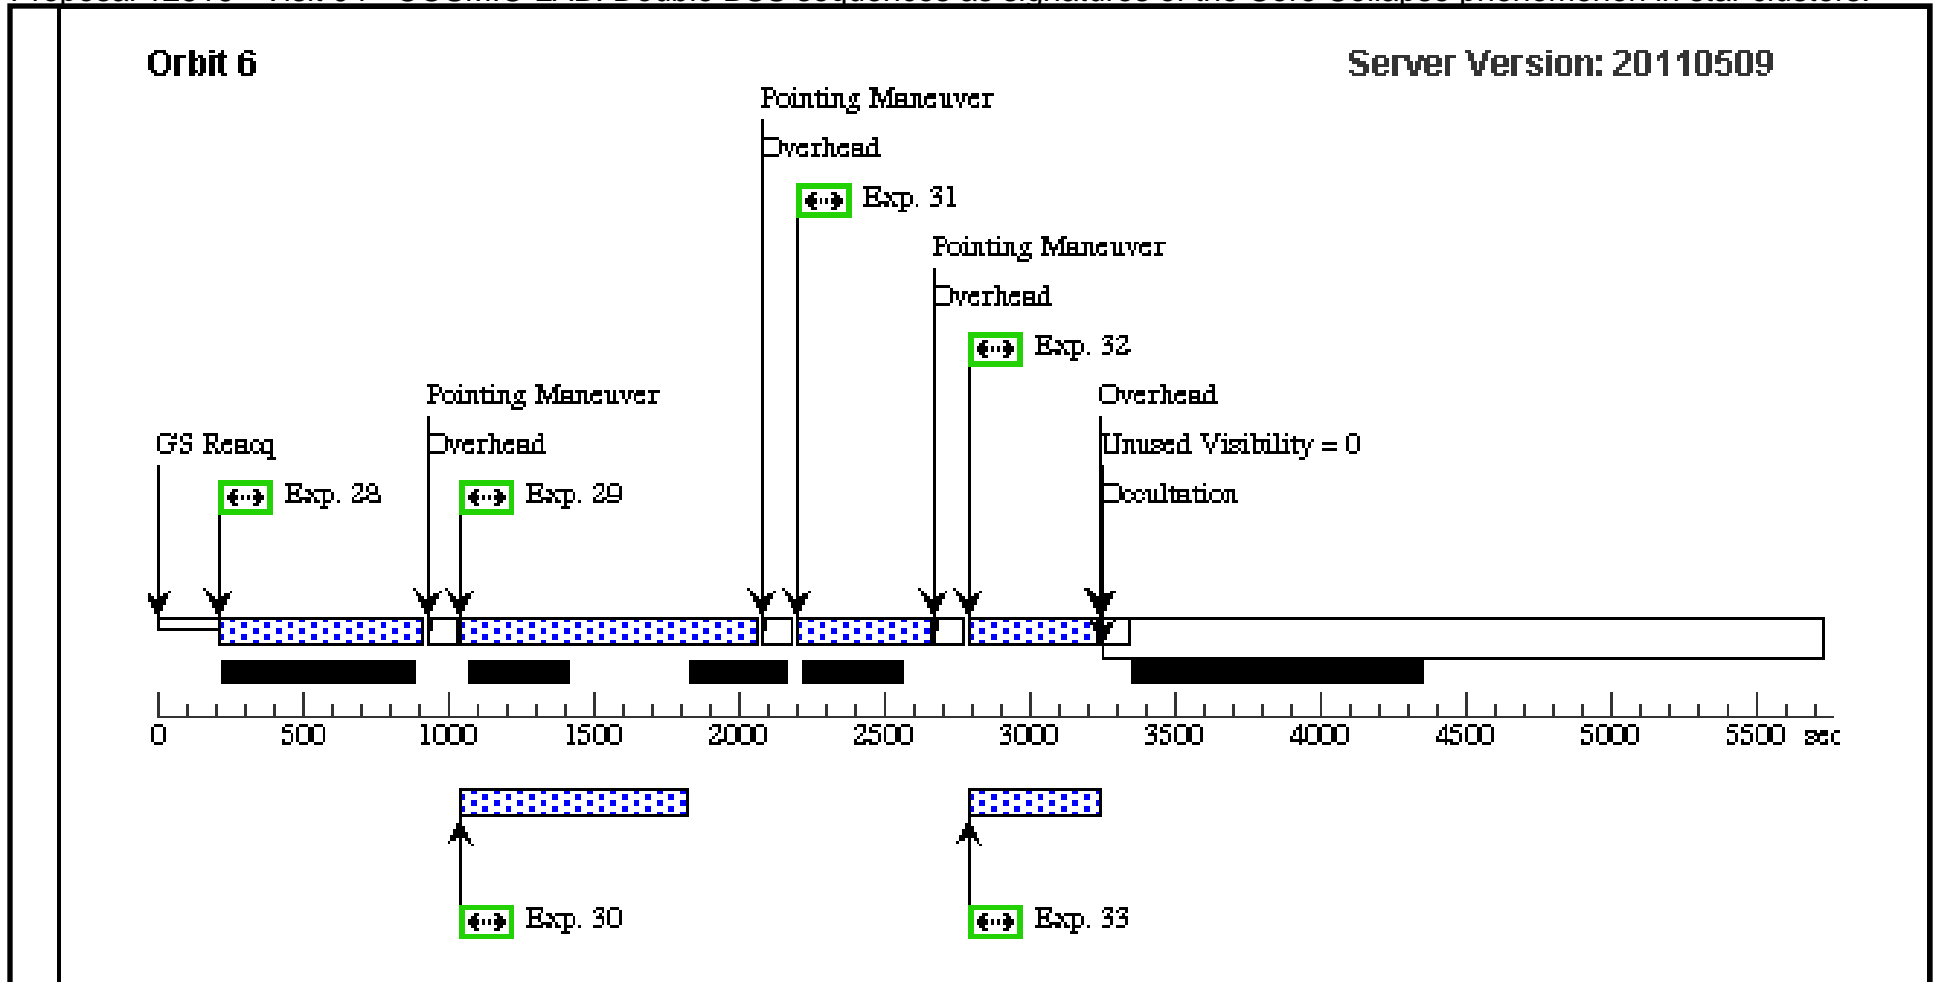 Orbit 6
Server Version: 20110509
Pointing Maneuver
Overhead
Exp. 31
Pointing Maneuver
Overhead
Exp. 32
Pointing Maneuver
Overhead
GS Reacq
Overhead
Unused Visibility = 0
Exp. 28
Exp. 29
Occultation
0 500 1000 1500 2000 2500 3000 3500 4000 4500 5000 5500 sec
Exp. 30
Exp. 33